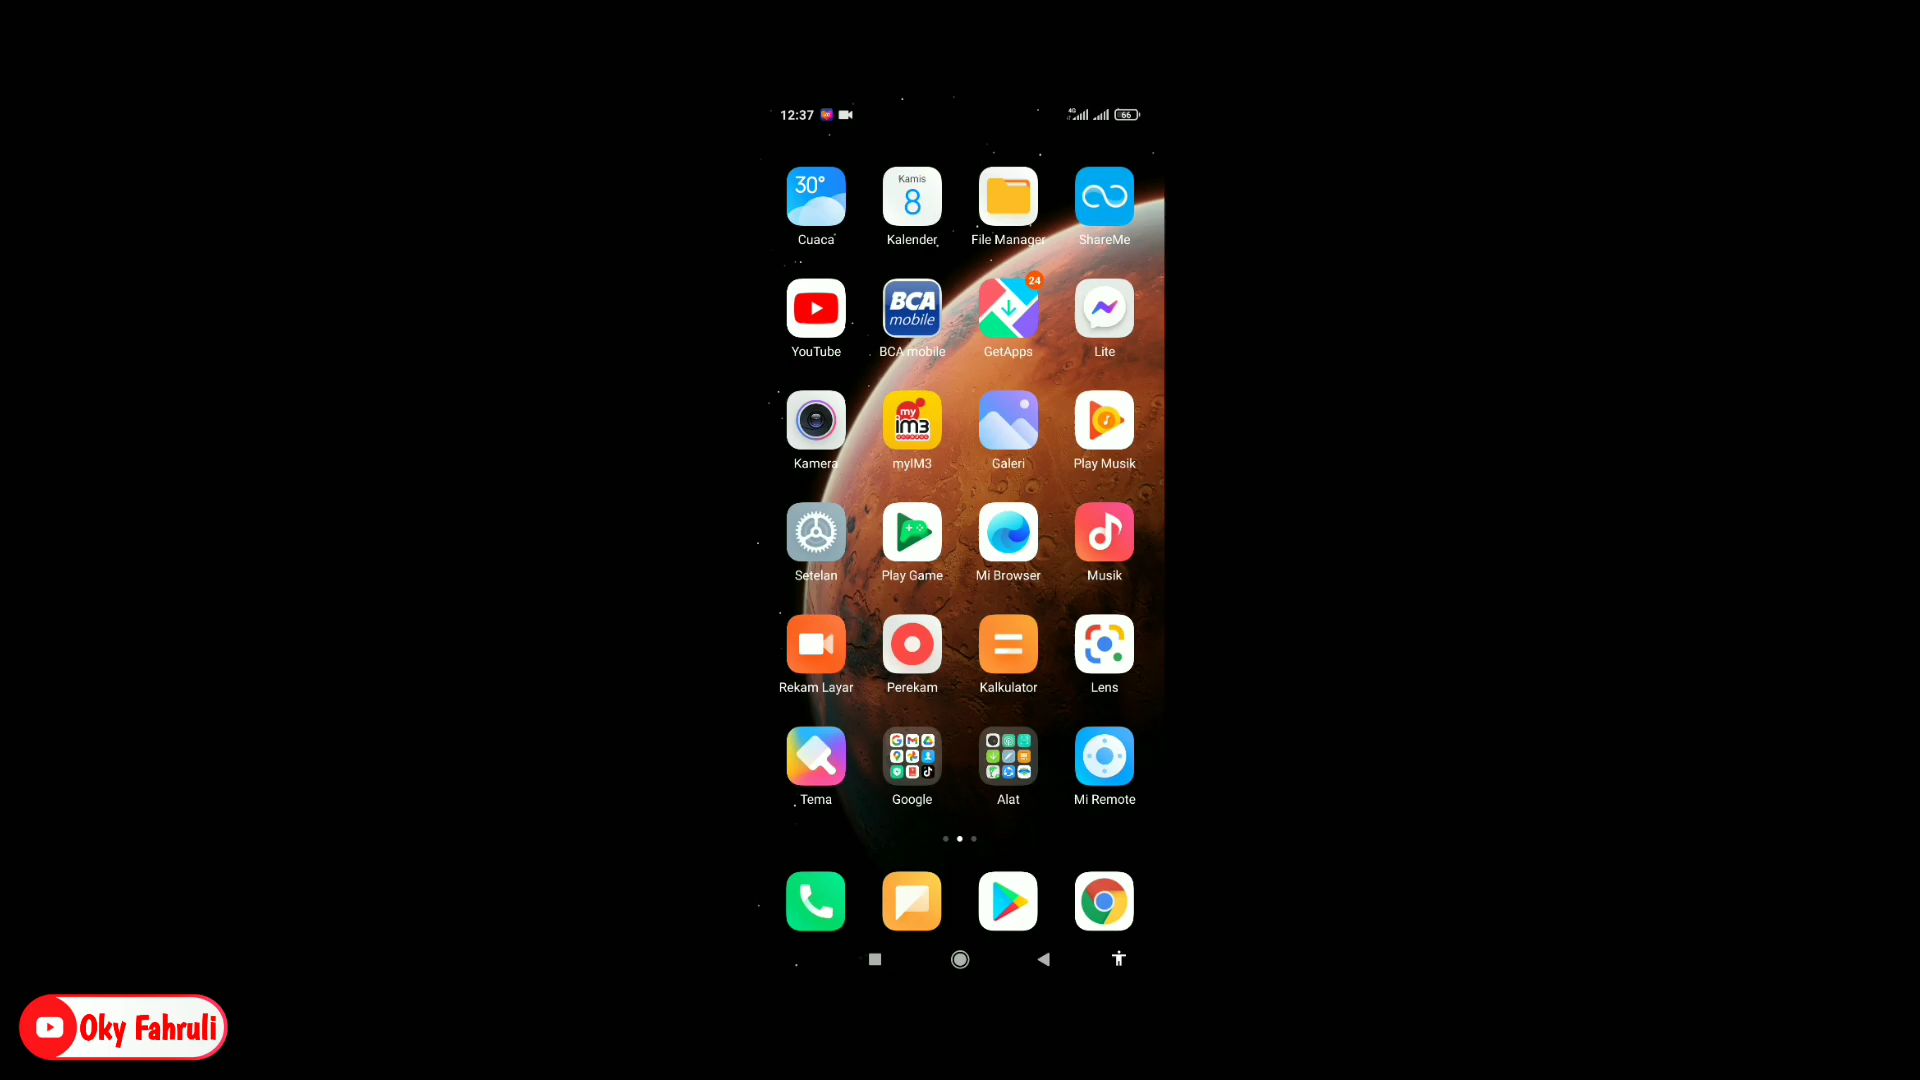 12:37
4G
66
30°
Kamis
8
Cuaca
Kalender
File Manager
ShareMe
24
BCA
mobile
YouTube
BCA mobile
GetApps
Lite
my
im3
Kamera
myIM3
Galeri
Play Musik
Setelan
Play Game
Mi Browser
Musik
Rekam Layar
Perekam
Kalkulator
Lens
Tema
Google
Alat
Mi Remote
Oky Fahruli